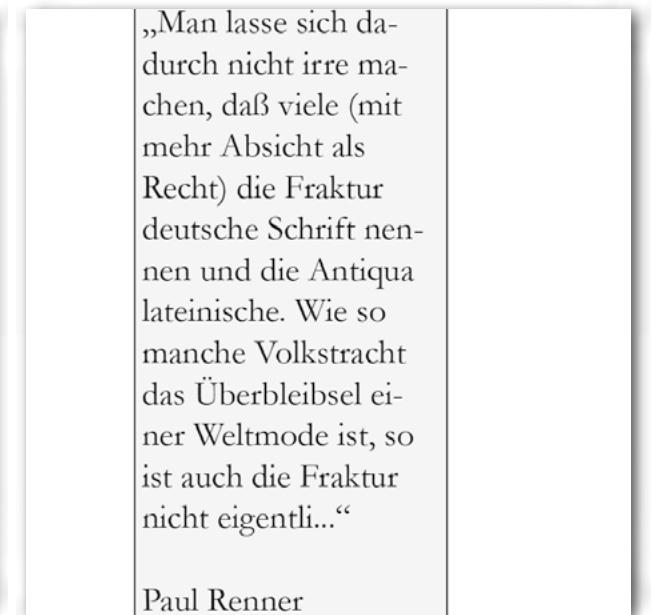 „Man lasse sich da-
durch nicht irre ma-
chen, daß viele (mit
mehr Absicht als
Recht) die Fraktur
deutsche Schrift nen-
nen und die Antiqua
lateinische. Wie so
manche Volkstracht
das Überbleibsel ei-
ner Weltmode ist, so
ist auch die Fraktur
nicht eigentli...“
Paul Renner